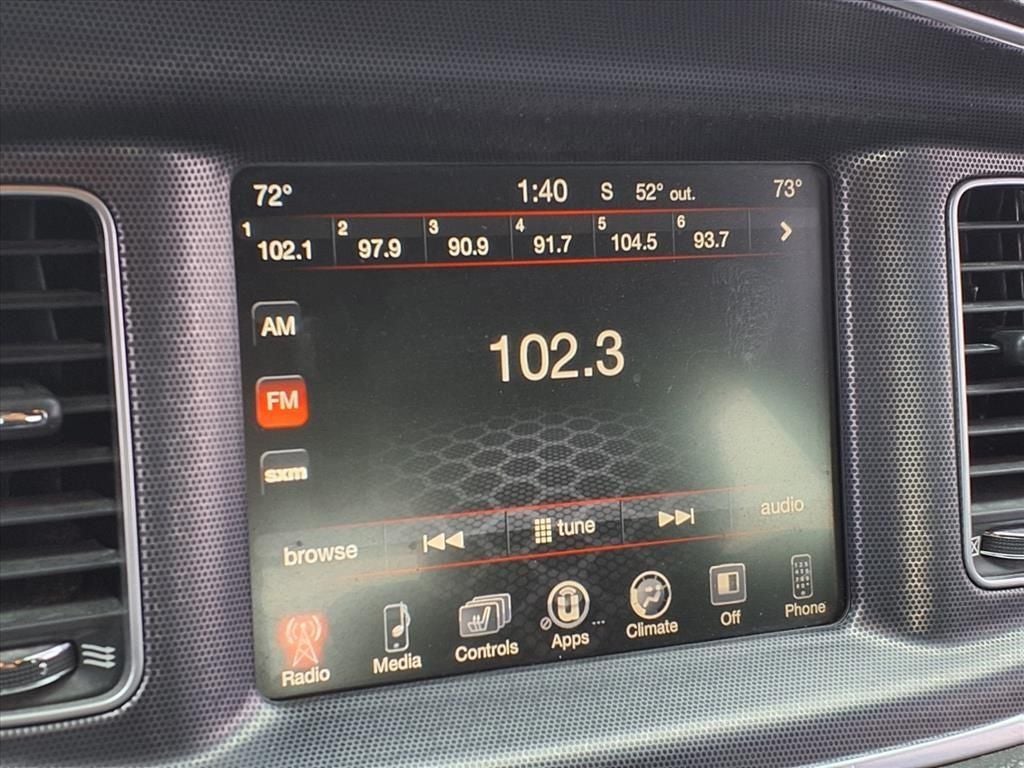 72° 1:40 S 52° out. 73°
1 2 3 4 5 6
102.1 97.9 90.9 91.7 104.5 93.7
AM
102.3
FM
sxm
browse tune audio
Radio Media Controls Apps Climate Off Phone